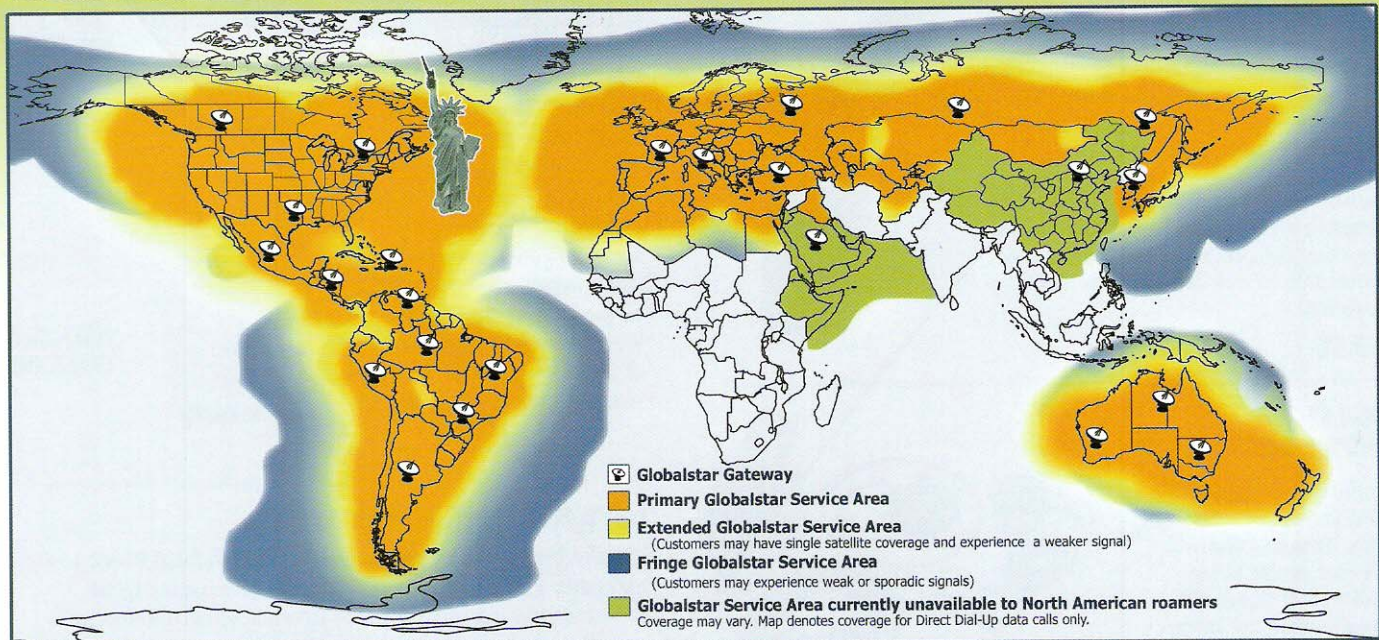 Globalstar Gateway
Primary Globalstar Service Area
Extended Globalstar Service Area
(Customers may have single satellite coverage and experience a weaker signal)
Fringe Globalstar Service Area
(Customers may experience weak or sporadic signals)
Globalstar Service Area currently unavailable to North American roamers
Coverage may vary. Map denotes coverage for Direct Dial-Up data calls only.